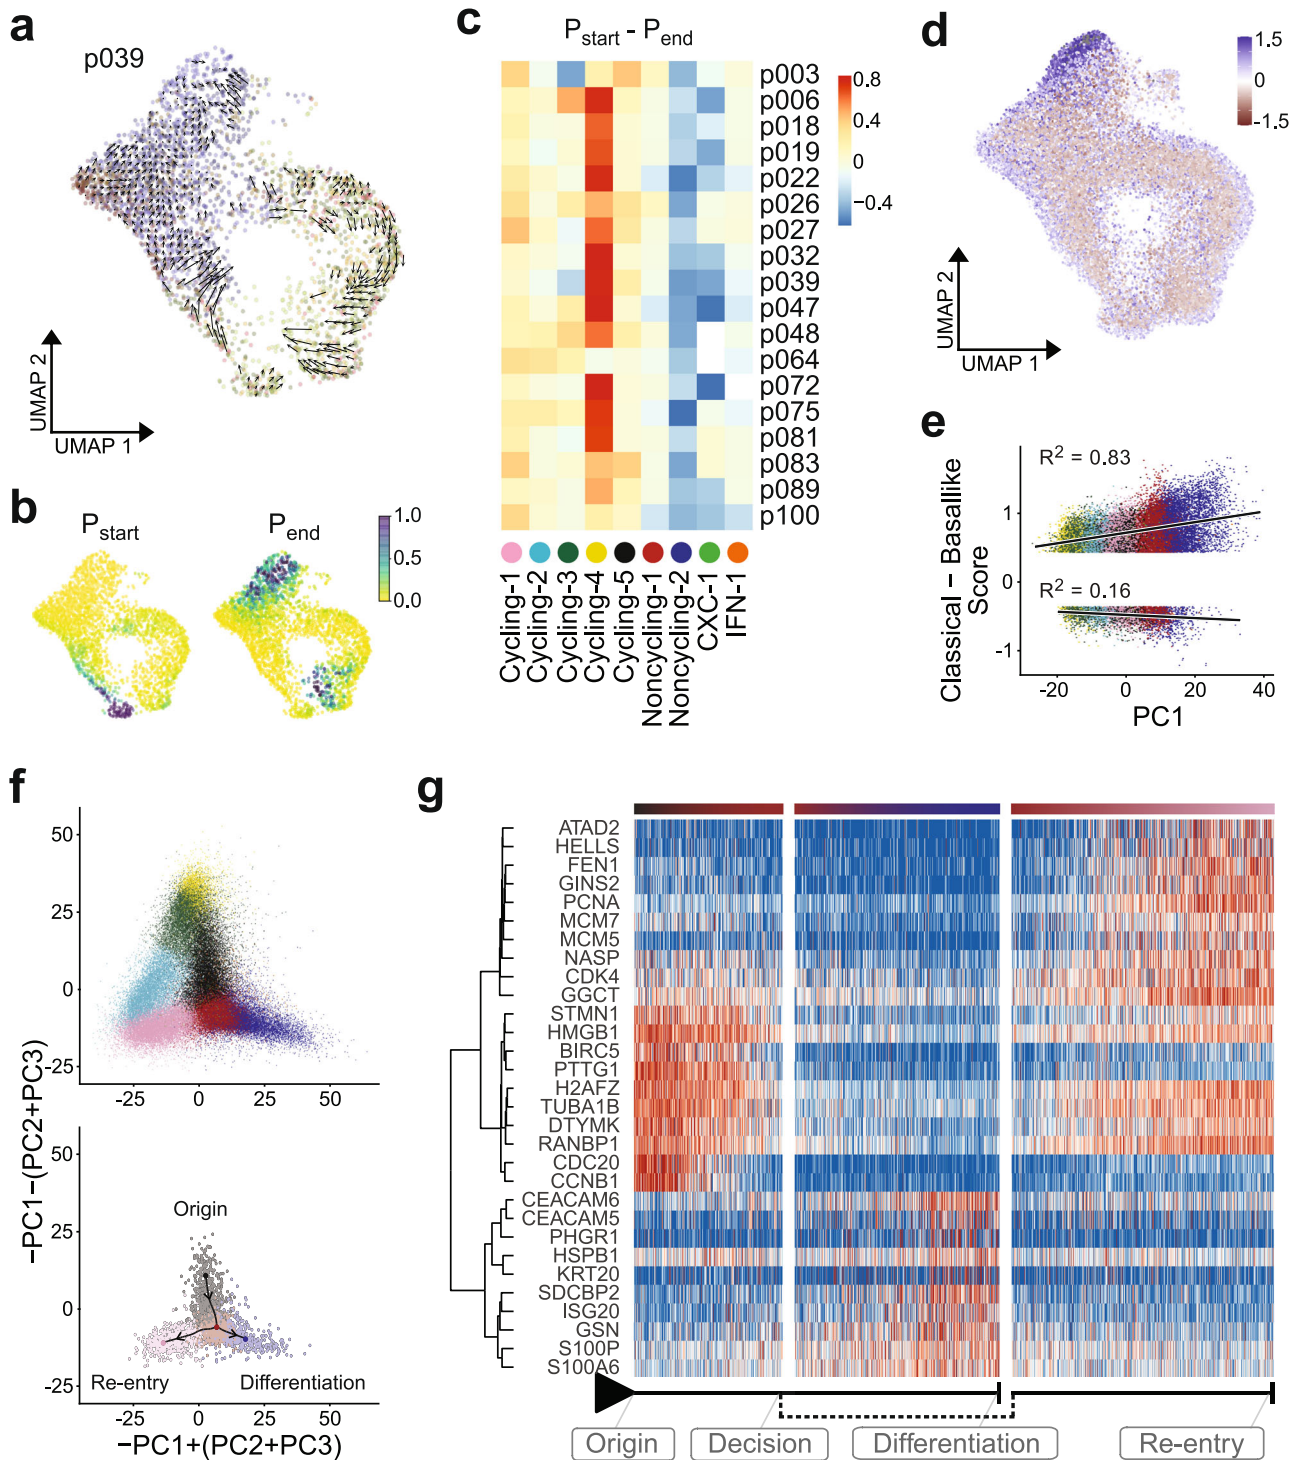 a
p039
UMAP 2
UMAP 1
b
P start
P end
1.0
0.5
0.0
c
P start - P end
p003
p006
p018
p019
p022
p026
p027
p032
p039
p047
p048
p064
p072
p075
p081
p083
p089
p100
0.8
0.4
0
−0.4
Cycling-1
Cycling-2
Cycling-3
Cycling-4
Cycling-5
Noncycling-1
Noncycling-2
CXC-1
IFN-1
d
1.5
0
-1.5
UMAP 2
UMAP 1
e
R² = 0.83
R² = 0.16
Classical − Basallike
Score
1
0
-1
-20
0
20
40
PC1
f
50
25
0
-25
-25
0
25
50
50
25
0
-25
Origin
Re-entry
Differentiation
-25
0
25
50
−PC1−(PC2+PC3)
−PC1+(PC2+PC3)
g
ATAD2
HELLS
FEN1
GINS2
PCNA
MCM7
MCM5
NASP
CDK4
GGCT
STMN1
HMGB1
BIRC5
PTTG1
H2AFZ
TUBA1B
DTYMK
RANBP1
CDC20
CCNB1
CEACAM6
CEACAM5
PHGR1
HSPB1
KRT20
SDCBP2
ISG20
GSN
S100P
S100A6
Origin
Decision
Differentiation
Re-entry